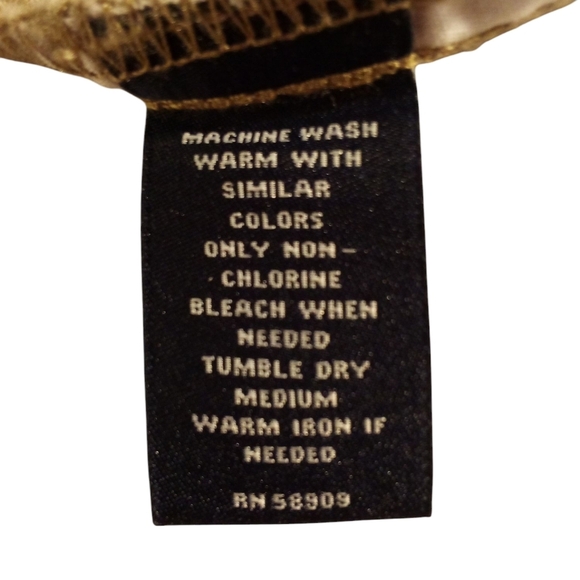 MACHINE WASH
WARM WITH
SIMILAR
COLORS
ONLY NON-
CHLORINE
BLEACH WHEN
NEEDED
TUMBLE DRY
MEDIUM
WARM IRON IF
NEEDED
RN 58909